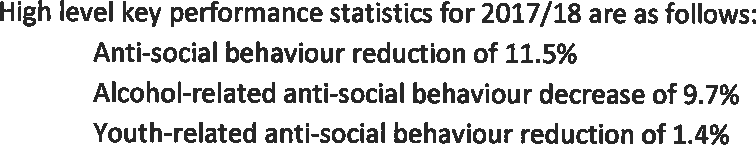 High level key performance statistics for 2017/18 are as follows:
Anti-social behaviour reduction of 11.5%
Alcohol-related anti-social behaviour decrease of 9.7%
Youth-related anti-social behaviour reduction of 1.4%